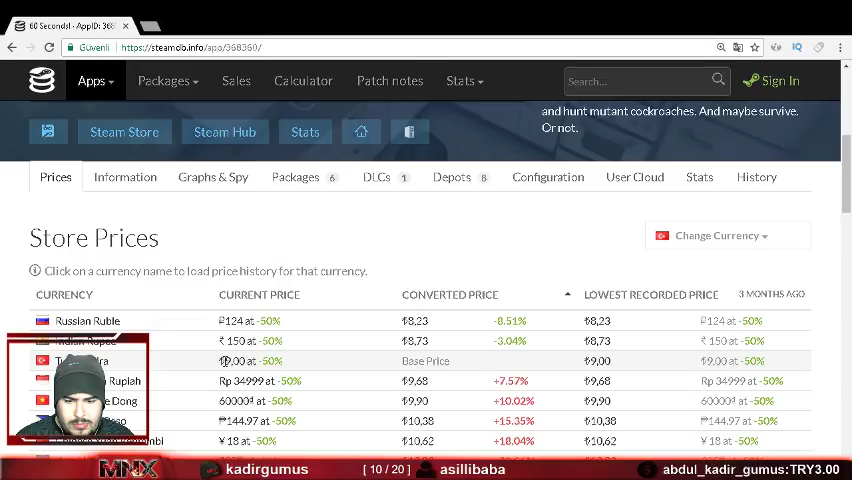 60 Seconds! · AppID: 368
Güvenli
https://steamdb.info/app/368360/
Apps
Packages
Sales
Calculator
Patch notes
Stats
Search...
Sign In
and hunt mutant cockroaches. And maybe survive.
Or not.
Steam Store
Steam Hub
Stats
Prices
Information
Graphs & Spy
Packages 6
DLCs 1
Depots 8
Configuration
User Cloud
Stats
History
Store Prices
Change Currency
Click on a currency name to load price history for that currency.
CURRENCY CURRENT PRICE CONVERTED PRICE LOWEST RECORDED PRICE 3 MONTHS AGO
Russian Ruble ₽124 at -50% ₺8,23 -8.51% ₺8,23 ₽124 at -50%
Indian Rupee ₹ 150 at -50% ₺8,73 -3.04% ₺8,73 ₹ 150 at -50%
₺9,00 at -50% Base Price ₺9,00 ₺9,00 at -50%
Rupiah Rp 34999 at -50% ₺9,68 +7.57% ₺9,68 Rp 34999 at -50%
Dong 60000₫ at -50% ₺9,90 +10.02% ₺9,90 60000₫ at -50%
₱144.97 at -50% ₺10,38 +15.35% ₺10,38 ₱144.97 at -50%
¥ 18 at -50% ₺10,62 +18.04% ₺10,62 ¥ 18 at -50%
MNX kadirgumus [ 10 / 20 ] asillibaba abdul_kadir_gumus:TRY3.00